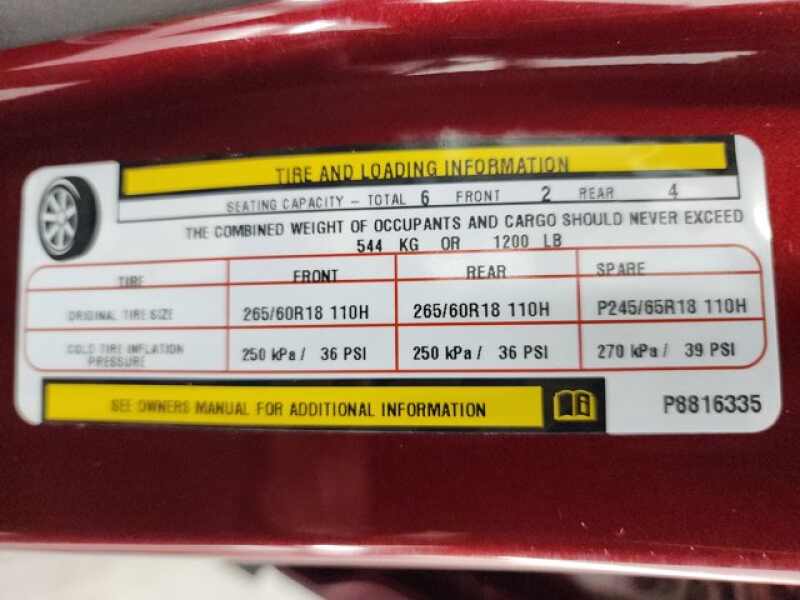 TIRE AND LOADING INFORMATION
SEATING CAPACITY – TOTAL 6 FRONT 2 REAR 4
THE COMBINED WEIGHT OF OCCUPANTS AND CARGO SHOULD NEVER EXCEED
544 KG OR 1200 LB
TIRE FRONT REAR SPARE
ORIGINAL TIRE SIZE 265/60R18 110H 265/60R18 110H P245/65R18 110H
COLD TIRE INFLATION
PRESSURE 250 kPa / 36 PSI 250 kPa / 36 PSI 270 kPa / 39 PSI
SEE OWNERS MANUAL FOR ADDITIONAL INFORMATION
P8816335